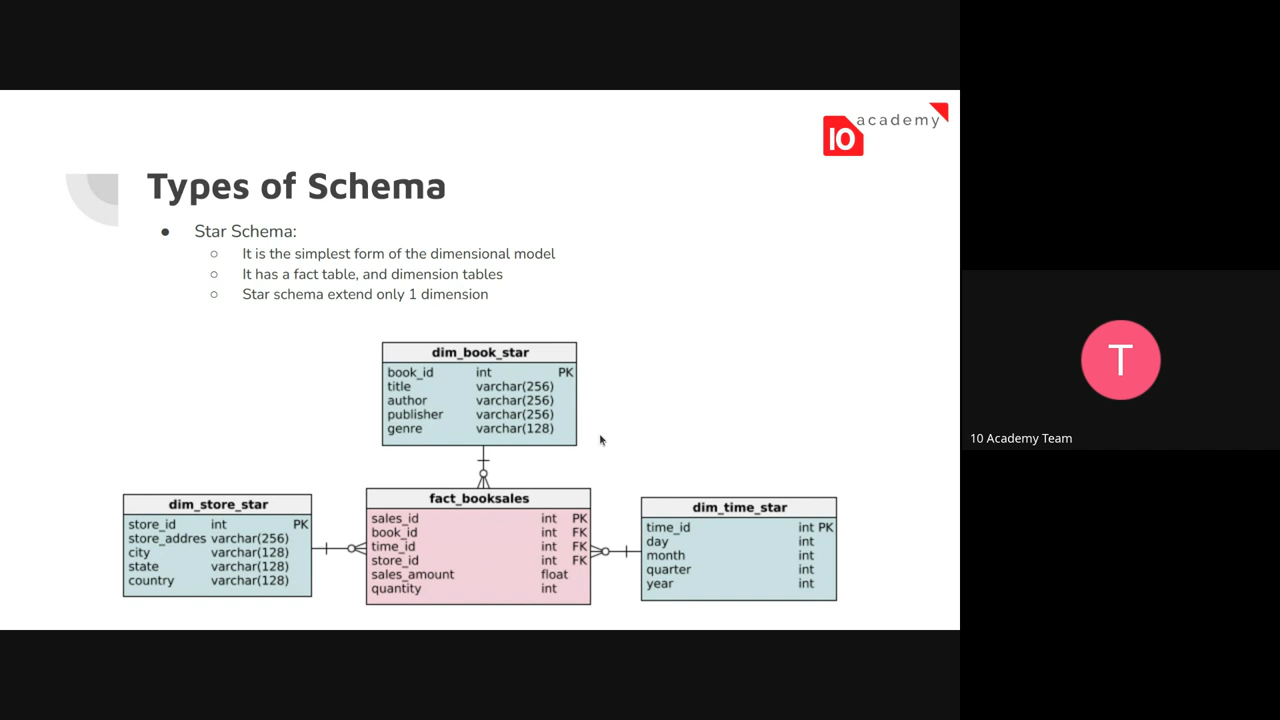 10 academy
Types of Schema
● Star Schema:
○ It is the simplest form of the dimensional model
○ It has a fact table, and dimension tables
○ Star schema extend only 1 dimension
dim_book_star
book_id int PK
title varchar(256)
author varchar(256)
publisher varchar(256)
genre varchar(128)
dim_store_star
store_id int PK
store_addres varchar(256)
city varchar(128)
state varchar(128)
country varchar(128)
fact_booksales
sales_id int PK
book_id int FK
time_id int FK
store_id int FK
sales_amount float
quantity int
dim_time_star
time_id int PK
day int
month int
quarter int
year int
T
10 Academy Team